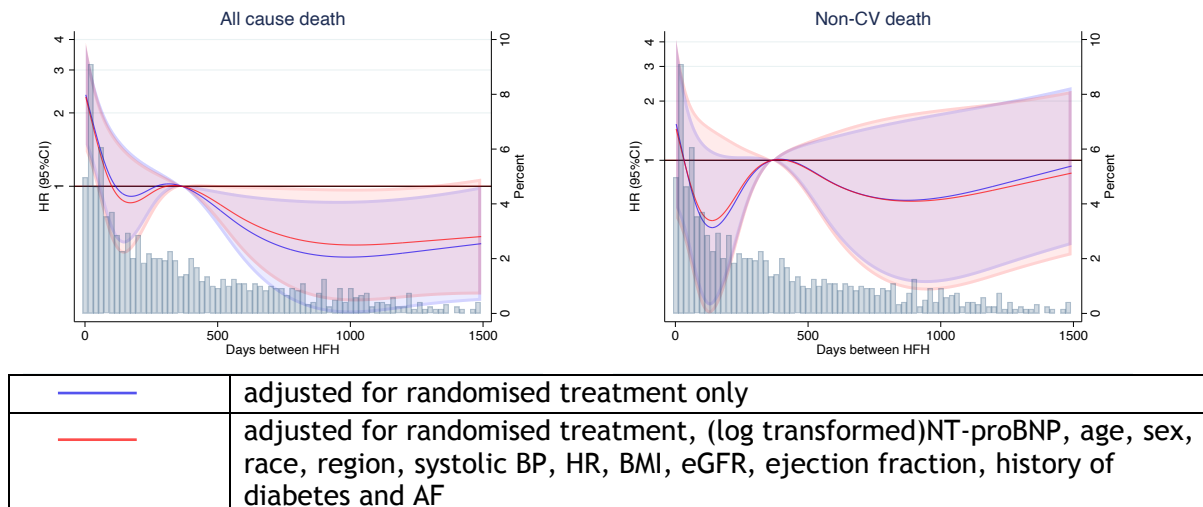 All cause death
Non-CV death
4
3
2
1
HR (95%CI)
10
8
6
4
2
0
Percent
0
500
1000
1500
Days between HFH
4
3
2
1
HR (95%CI)
10
8
6
4
2
0
Percent
0
500
1000
1500
Days between HFH
adjusted for randomised treatment only
adjusted for randomised treatment, (log transformed)NT-proBNP, age, sex,
race, region, systolic BP, HR, BMI, eGFR, ejection fraction, history of
diabetes and AF